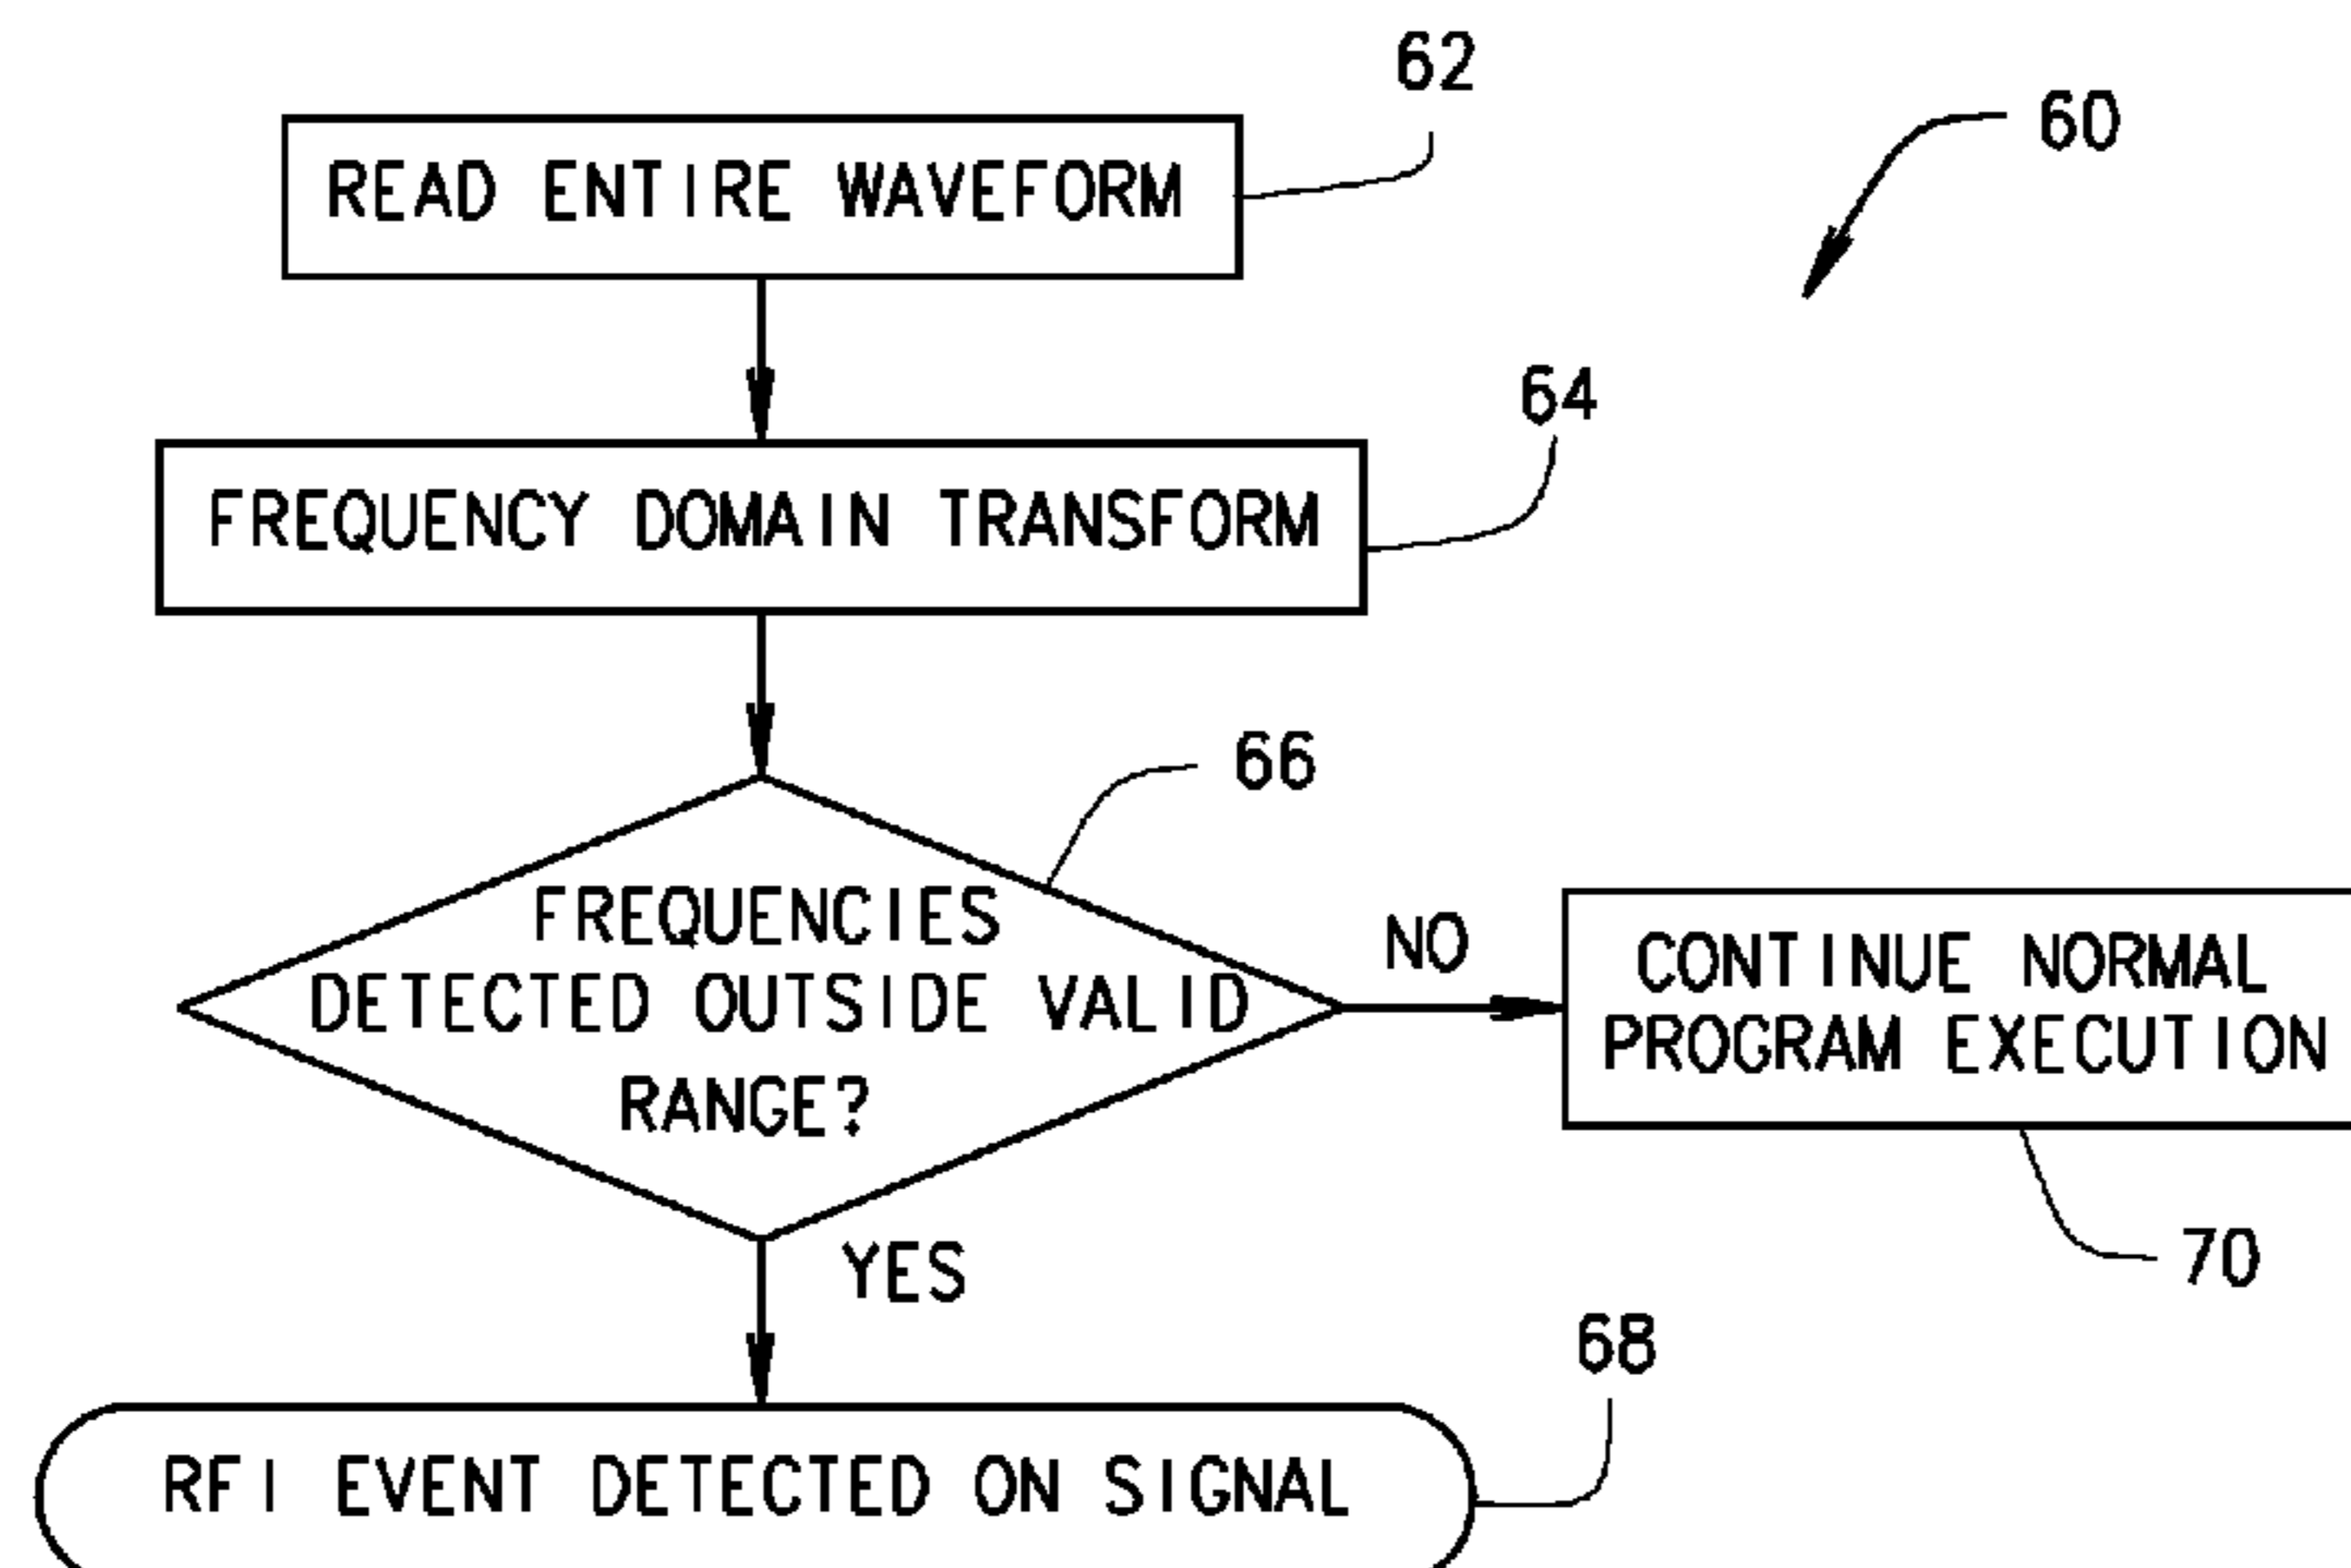 62
60
READ ENTIRE WAVEFORM
64
FREQUENCY DOMAIN TRANSFORM
66
FREQUENCIES
DETECTED OUTSIDE VALID
RANGE?
NO
CONTINUE NORMAL
PROGRAM EXECUTION
70
YES
68
RFI EVENT DETECTED ON SIGNAL